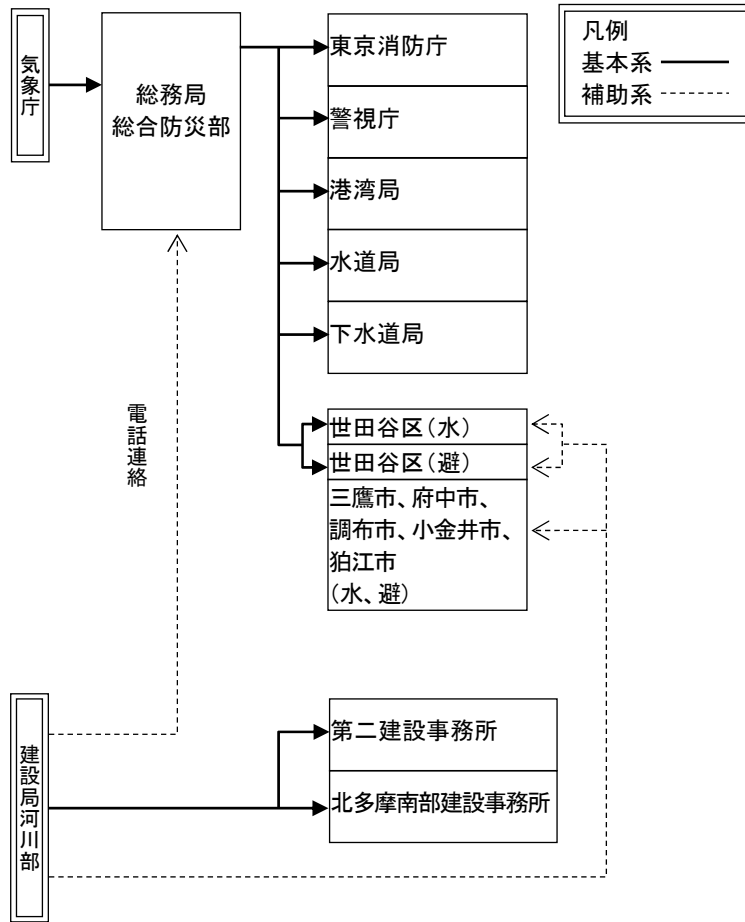 気象庁
総務局
総合防災部
東京消防庁
警視庁
港湾局
水道局
下水道局
世田谷区(水)
世田谷区(避)
三鷹市、府中市、
調布市、小金井市、
狛江市
(水、避)
凡例
基本系
補助系
電話連絡
建設局河川部
第二建設事務所
北多摩南部建設事務所